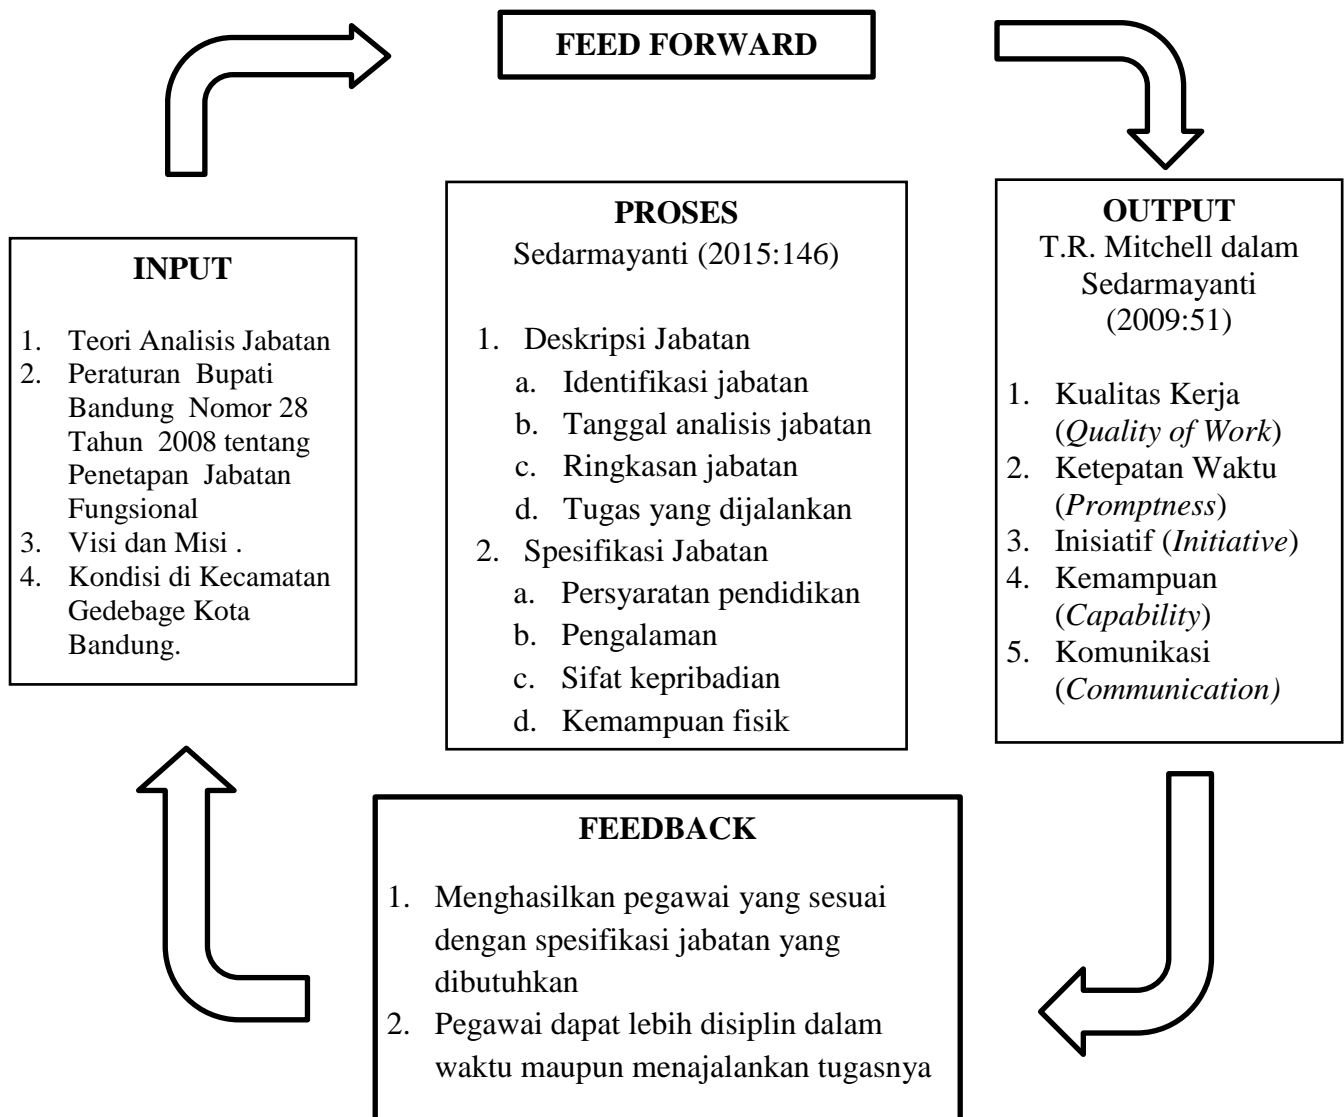 FEED FORWARD
INPUT
1. Teori Analisis Jabatan
2. Peraturan Bupati
Bandung Nomor 28
Tahun 2008 tentang
Penetapan Jabatan
Fungsional
3. Visi dan Misi .
4. Kondisi di Kecamatan
Gedebage Kota
Bandung.
PROSES
Sedarmayanti (2015:146)
1. Deskripsi Jabatan
a. Identifikasi jabatan
b. Tanggal analisis jabatan
c. Ringkasan jabatan
d. Tugas yang dijalankan
2. Spesifikasi Jabatan
a. Persyaratan pendidikan
b. Pengalaman
c. Sifat kepribadian
d. Kemampuan fisik
OUTPUT
T.R. Mitchell dalam
Sedarmayanti
(2009:51)
1. Kualitas Kerja
(Quality of Work)
2. Ketepatan Waktu
(Promptness)
3. Inisiatif (Initiative)
4. Kemampuan
(Capability)
5. Komunikasi
(Communication)
FEEDBACK
1. Menghasilkan pegawai yang sesuai
dengan spesifikasi jabatan yang
dibutuhkan
2. Pegawai dapat lebih disiplin dalam
waktu maupun menajalankan tugasnya